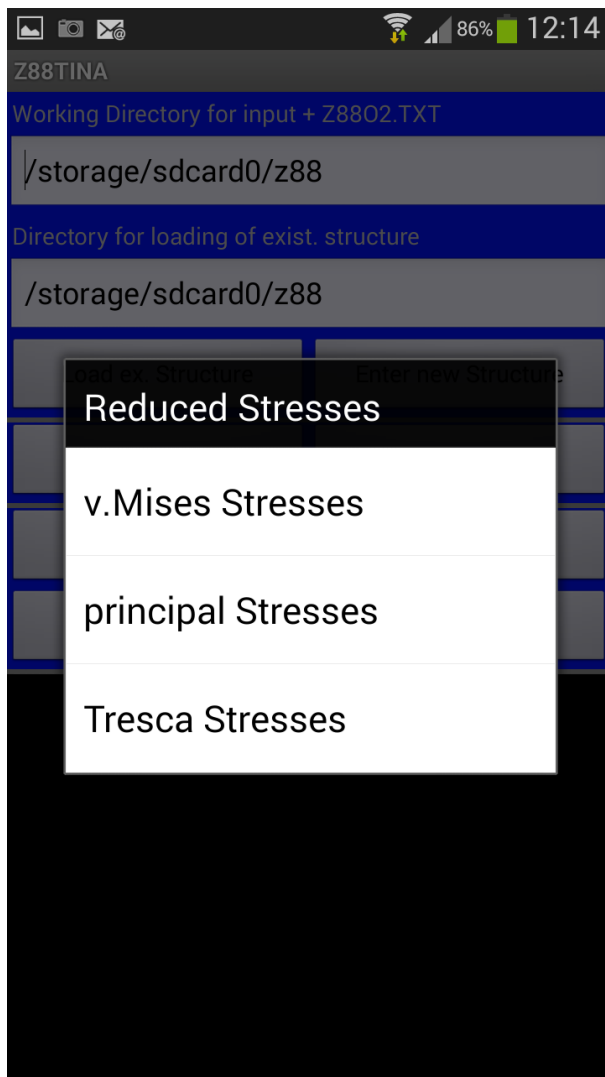 86% 12:14
Z88TINA
Working Directory for input + Z88O2.TXT
/storage/sdcard0/z88
Directory for loading of exist. structure
/storage/sdcard0/z88
Load ex. Structure Enter new Structure
Reduced Stresses
v.Mises Stresses
principal Stresses
Tresca Stresses